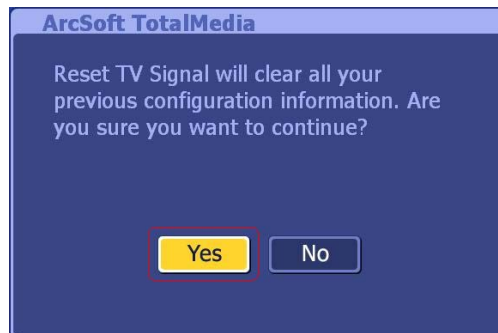 ArcSoft TotalMedia
Reset TV Signal will clear all your
previous configuration information. Are
you sure you want to continue?
Yes
No